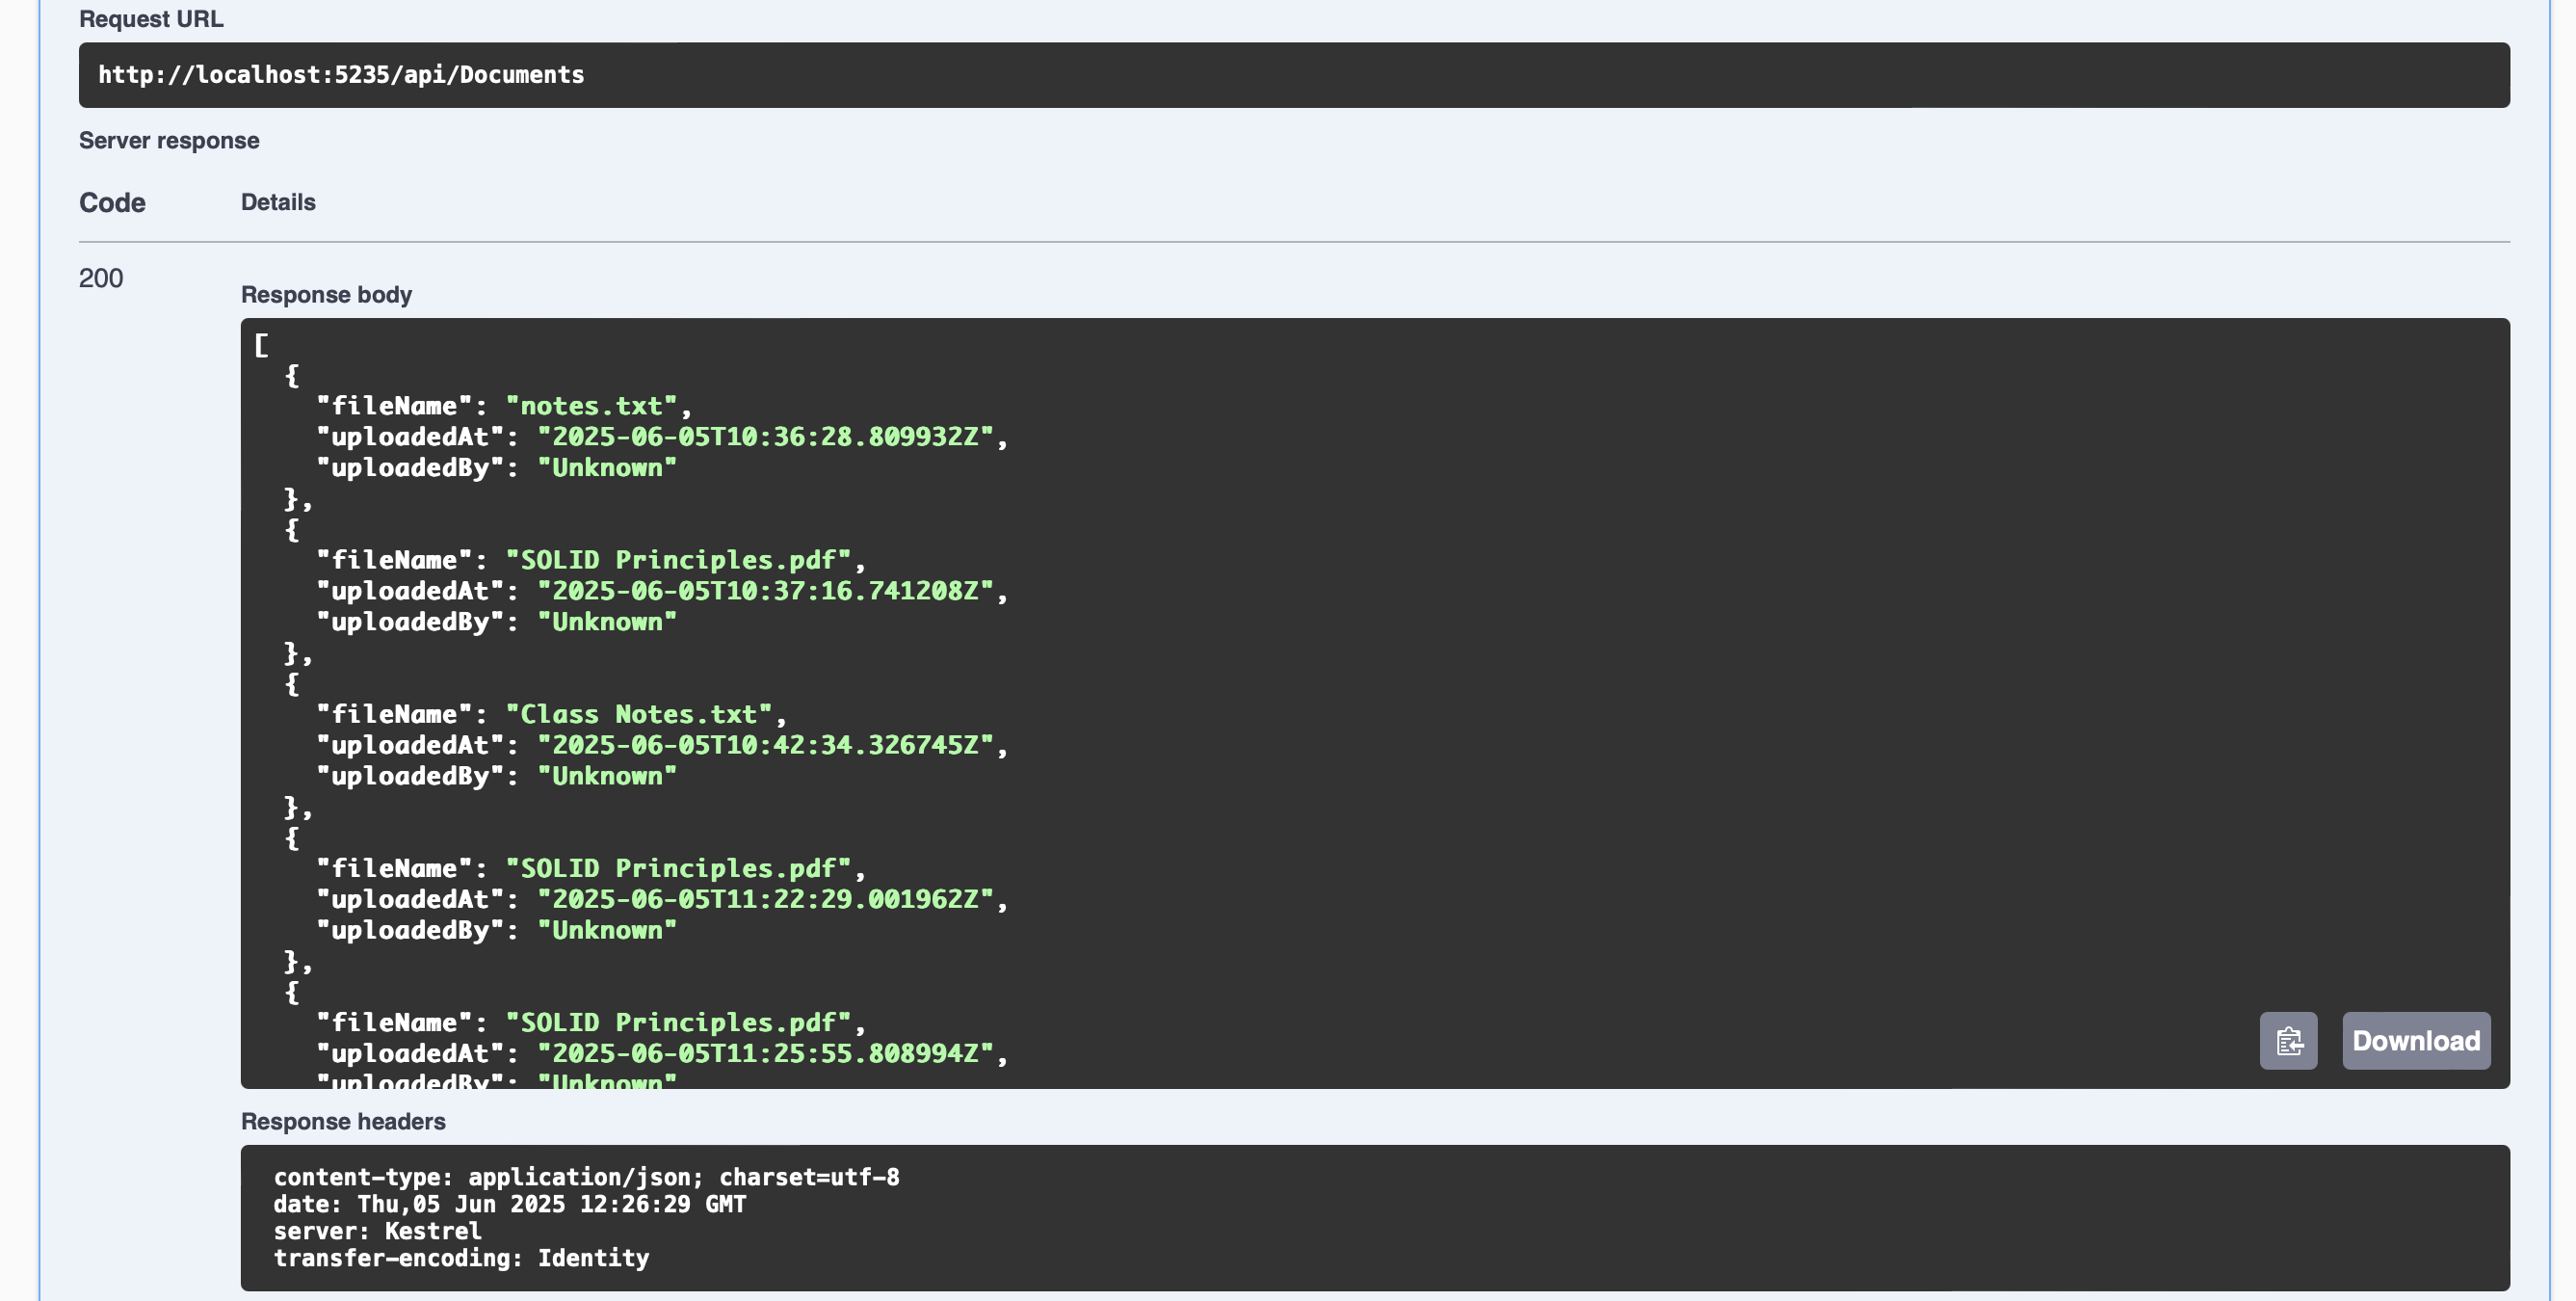 Request URL
http://localhost:5235/api/Documents
Server response
Code Details
200
Response body
[
  {
    "fileName": "notes.txt",
    "uploadedAt": "2025-06-05T10:36:28.809932Z",
    "uploadedBy": "Unknown"
  },
  {
    "fileName": "SOLID Principles.pdf",
    "uploadedAt": "2025-06-05T10:37:16.741208Z",
    "uploadedBy": "Unknown"
  },
  {
    "fileName": "Class Notes.txt",
    "uploadedAt": "2025-06-05T10:42:34.326745Z",
    "uploadedBy": "Unknown"
  },
  {
    "fileName": "SOLID Principles.pdf",
    "uploadedAt": "2025-06-05T11:22:29.001962Z",
    "uploadedBy": "Unknown"
  },
  {
    "fileName": "SOLID Principles.pdf",
    "uploadedAt": "2025-06-05T11:25:55.808994Z",
    "uploadedBy": "Unknown"
Download
Response headers
content-type: application/json; charset=utf-8
date: Thu,05 Jun 2025 12:26:29 GMT
server: Kestrel
transfer-encoding: Identity